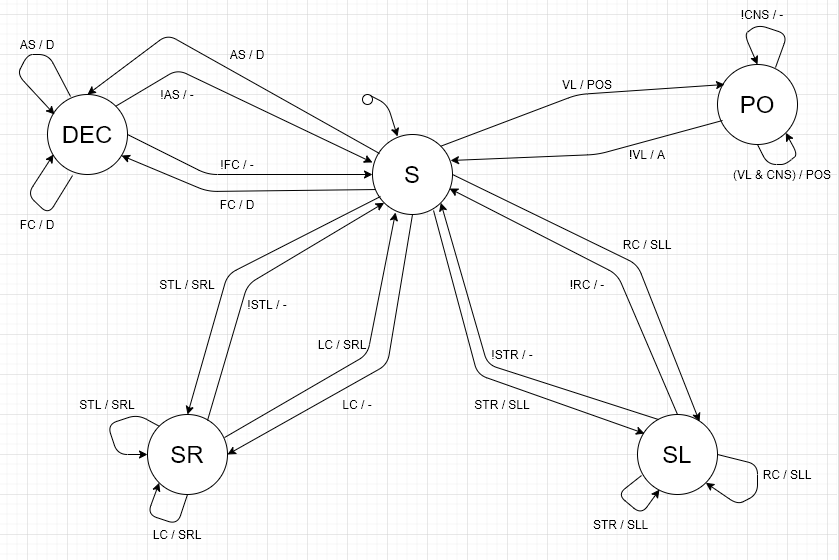 !CNS / -
AS / D
AS / D
VL / POS
!AS / -
PO
DEC
!VL / A
!FC / -
S
(VL & CNS) / POS
FC / D
FC / D
RC / SLL
STL / SRL
!RC / -
!STL / -
LC / SRL
!STR / -
STL / SRL
LC / -
STR / SLL
SR
SL
RC / SLL
STR / SLL
LC / SRL